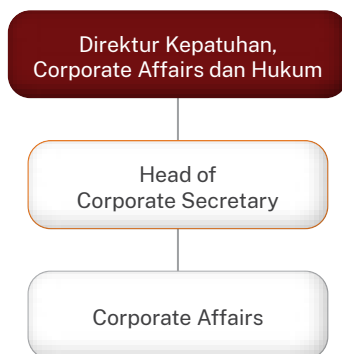 Direktur Kepatuhan,
Corporate Affairs dan Hukum
Head of
Corporate Secretary
Corporate Affairs